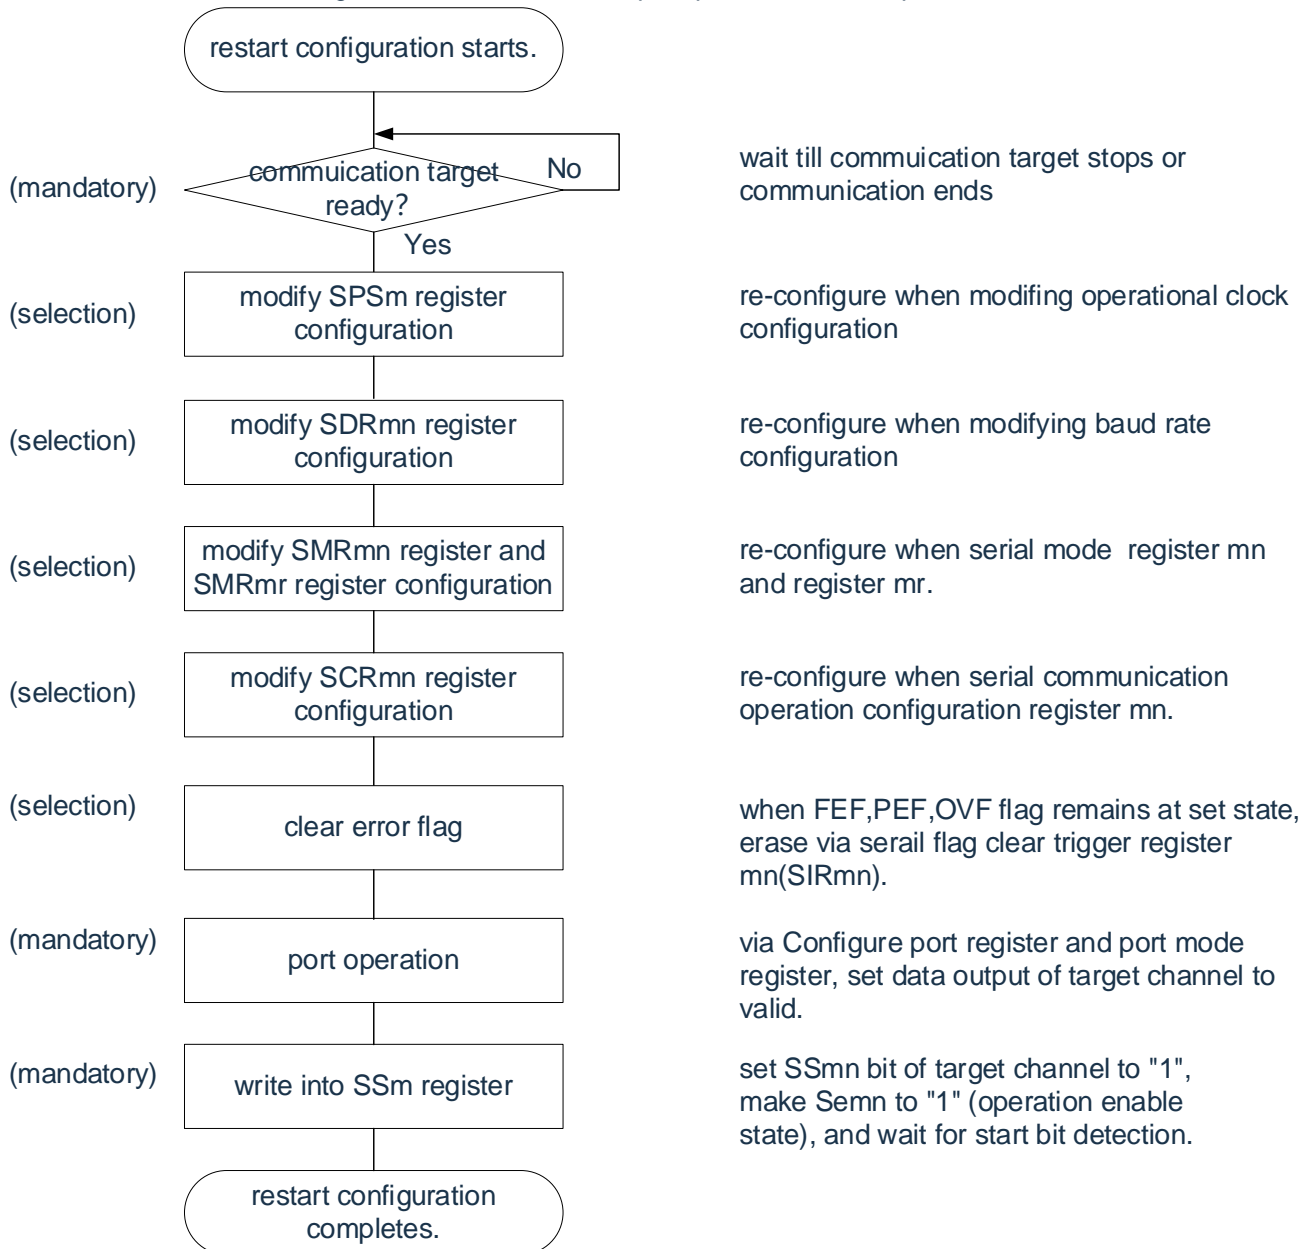 restart configuration starts.
(mandatory)
commuication target
ready?
No
Yes
wait till commuication target stops or
communication ends
(selection)
modify SPSm register
configuration
re-configure when modifing operational clock
configuration
(selection)
modify SDRmn register
configuration
re-configure when modifying baud rate
configuration
(selection)
modify SMRmn register and
SMRmr register configuration
re-configure when serial mode  register mn
and register mr.
(selection)
modify SCRmn register
configuration
re-configure when serial communication
operation configuration register mn.
(selection)
clear error flag
when FEF,PEF,OVF flag remains at set state,
erase via serail flag clear trigger register
mn(SIRmn).
(mandatory)
port operation
via Configure port register and port mode
register, set data output of target channel to
valid.
(mandatory)
write into SSm register
set SSmn bit of target channel to "1",
make Semn to "1" (operation enable
state), and wait for start bit detection.
restart configuration
completes.